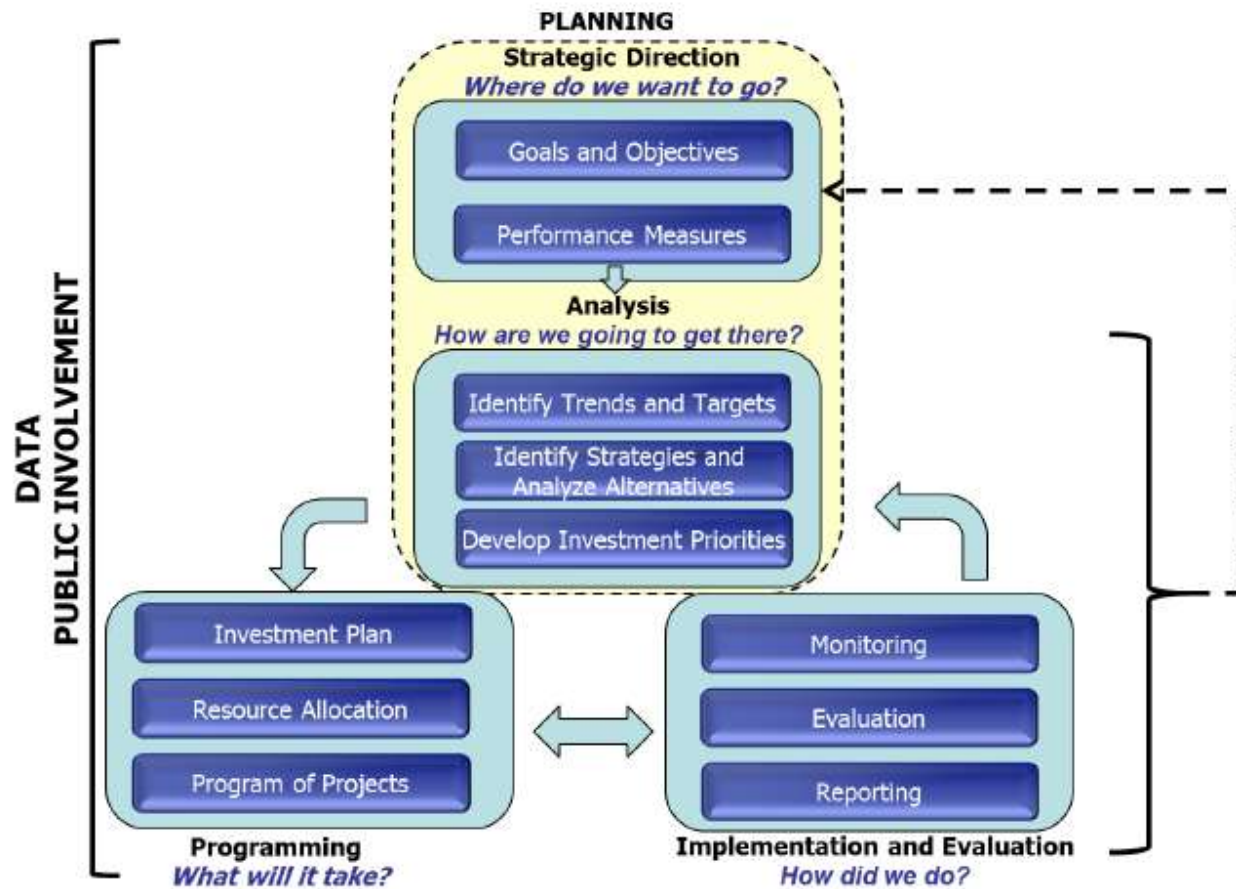 PLANNING
Strategic Direction
Where do we want to go?
Goals and Objectives
Performance Measures
Analysis
How are we going to get there?
Identify Trends and Targets
Identify Strategies and
Analyze Alternatives
Develop Investment Priorities
DATA
PUBLIC INVOLVEMENT
Investment Plan
Resource Allocation
Program of Projects
Programming
What will it take?
Monitoring
Evaluation
Reporting
Implementation and Evaluation
How did we do?